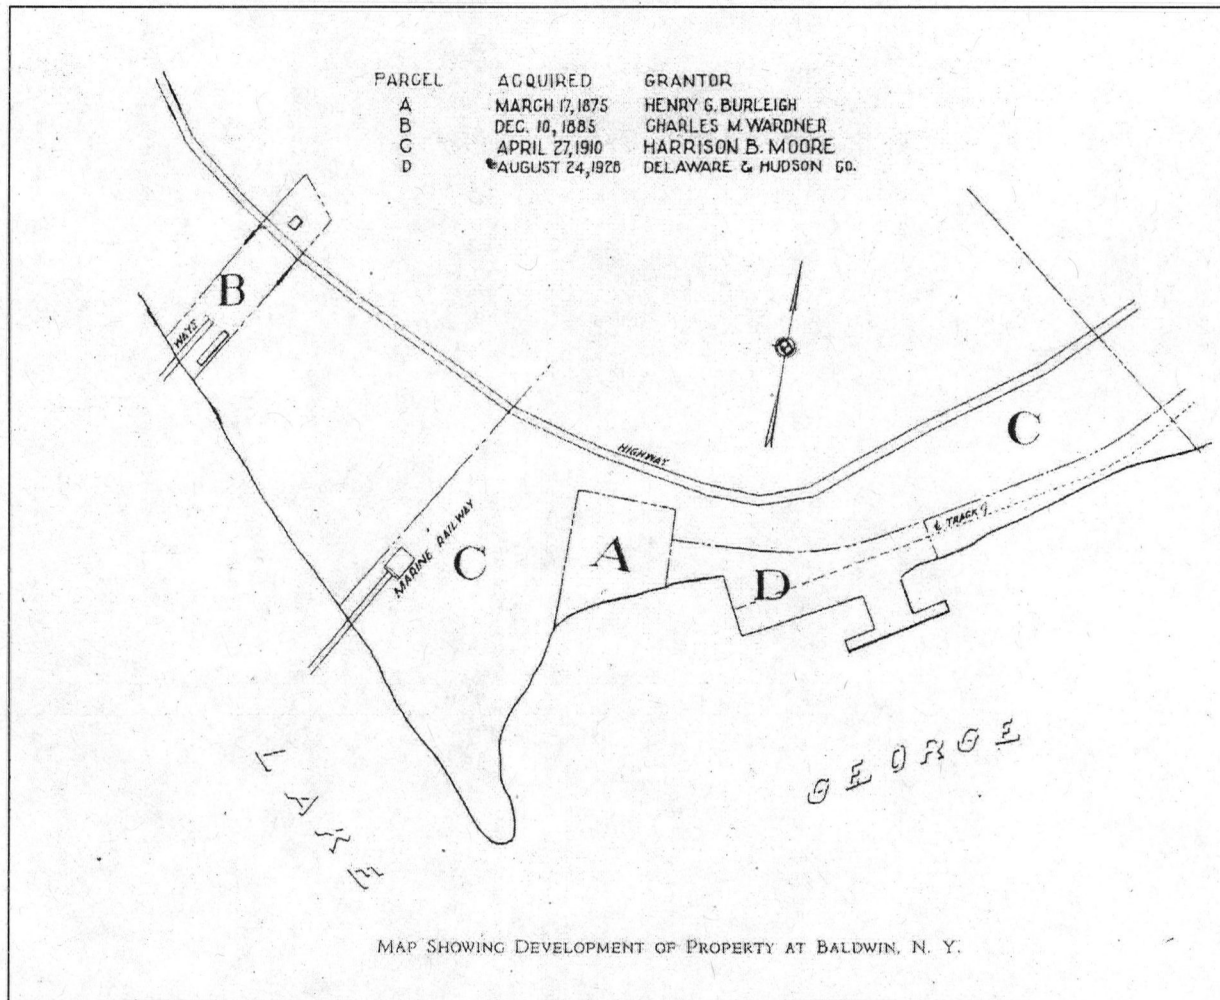 PARCEL ACQUIRED GRANTOR
A MARCH 17, 1875 HENRY G. BURLEIGH
B DEC. 10, 1885 CHARLES M. WARDNER
C APRIL 27, 1910 HARRISON B. MOORE
D AUGUST 24, 1928 DELAWARE & HUDSON CO.
B
WAYS
HIGHWAY
C
℄ TRACK
MARINE RAILWAY
C
A
D
LAKE
GEORGE
MAP SHOWING DEVELOPMENT OF PROPERTY AT BALDWIN, N. Y.